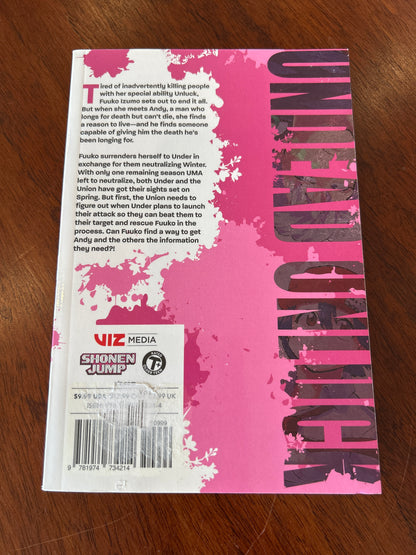 Tired of inadvertently killing people
with her special ability Unluck,
Fuuko Izumo sets out to end it all.
But when she meets Andy, a man who
longs for death but can't die, she finds
a reason to live—and he finds someone
capable of giving him the death he's
been longing for.
Fuuko surrenders herself to Under in
exchange for them neutralizing Winter.
With only one remaining season UMA
left to neutralize, both Under and the
Union have got their sights set on
Spring. But first, the Union needs to
figure out when Under plans to launch
their attack so they can beat them to
their target and rescue Fuuko in the
process. Can Fuuko find a way to get
Andy and the others the information
they need?!
UNDEAD UNLUCK
VIZ MEDIA
SHONEN
JUMP
T+
$9.99 .99 UK
0999
9 781974 734214